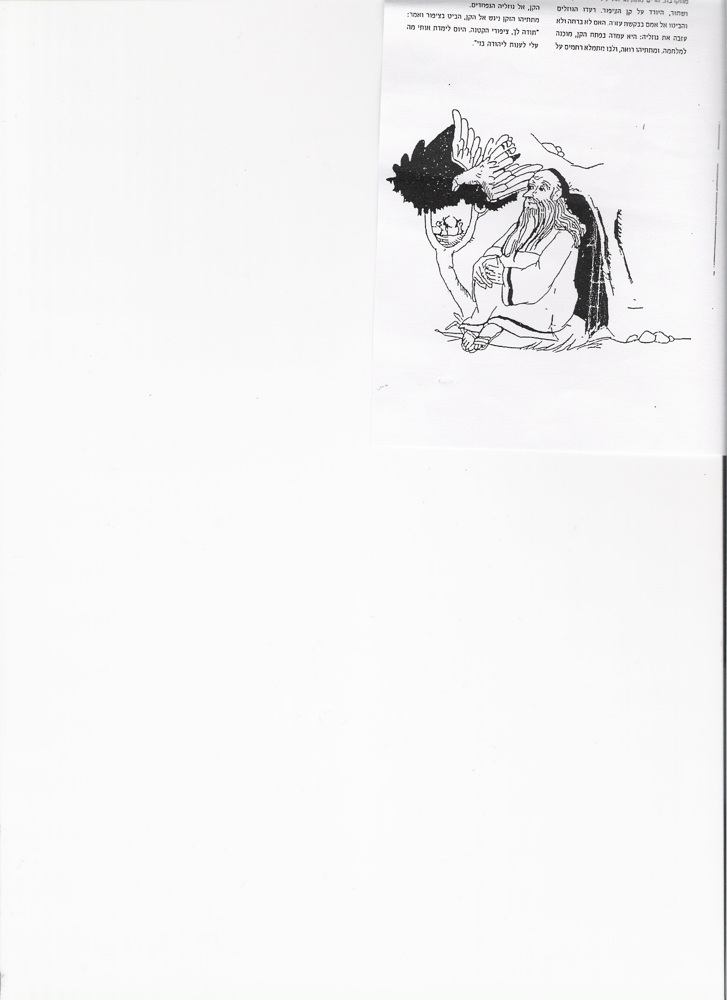 ושחור, היורד על קן הציפור. רעדו הגוזלים
והביטו אל אמם בבקשת עזרה. האם לא ברחה ולא
עזבה את גוזליה: היא עמדה בפתח הקן, מוכנה
למלחמה. ומתתיהו רואה, ולבו מתמלא רחמים על
הקן, אל גוזליה הנפחדים.
מתתיהו הזקן ניגש אל הקן, הביט בציפור ואמר:
"תודה לך, ציפורי הקטנה. היום לימדת אותי מה
עלי לענות ליהודה בני".